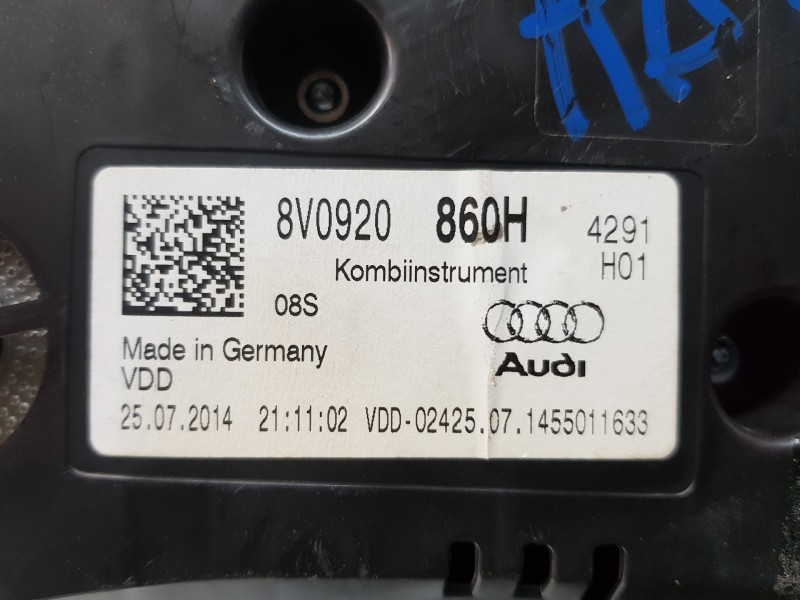 8V0920 860H 4291
Kombiinstrument H01
08S
Audi
Made in Germany
VDD
25.07.2014 21:11:02 VDD-02425.07.1455011633